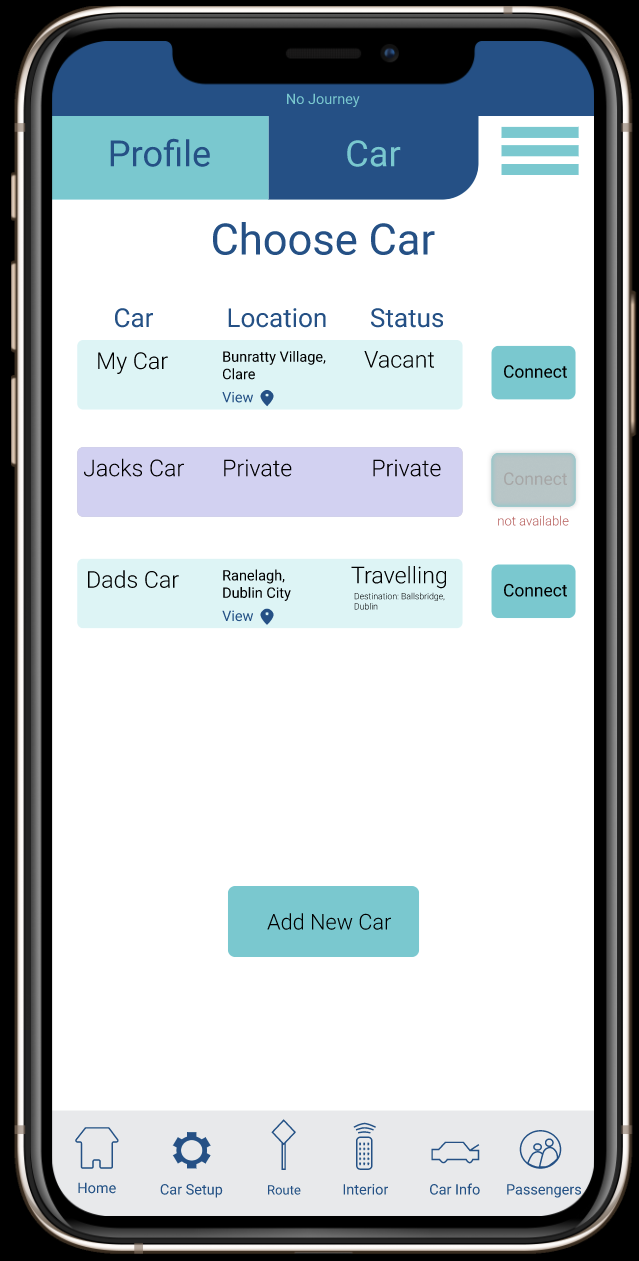 No Journey
Profile
Car
Choose Car
Car
Location
Status
My Car
Bunratty Village,
Clare
View
Vacant
Connect
Jacks Car
Private
Private
Connect
not available
Dads Car
Ranelagh,
Dublin City
View
Travelling
Destination: Ballsbridge,
Dublin
Connect
Add New Car
Home
Car Setup
Route
Interior
Car Info
Passengers